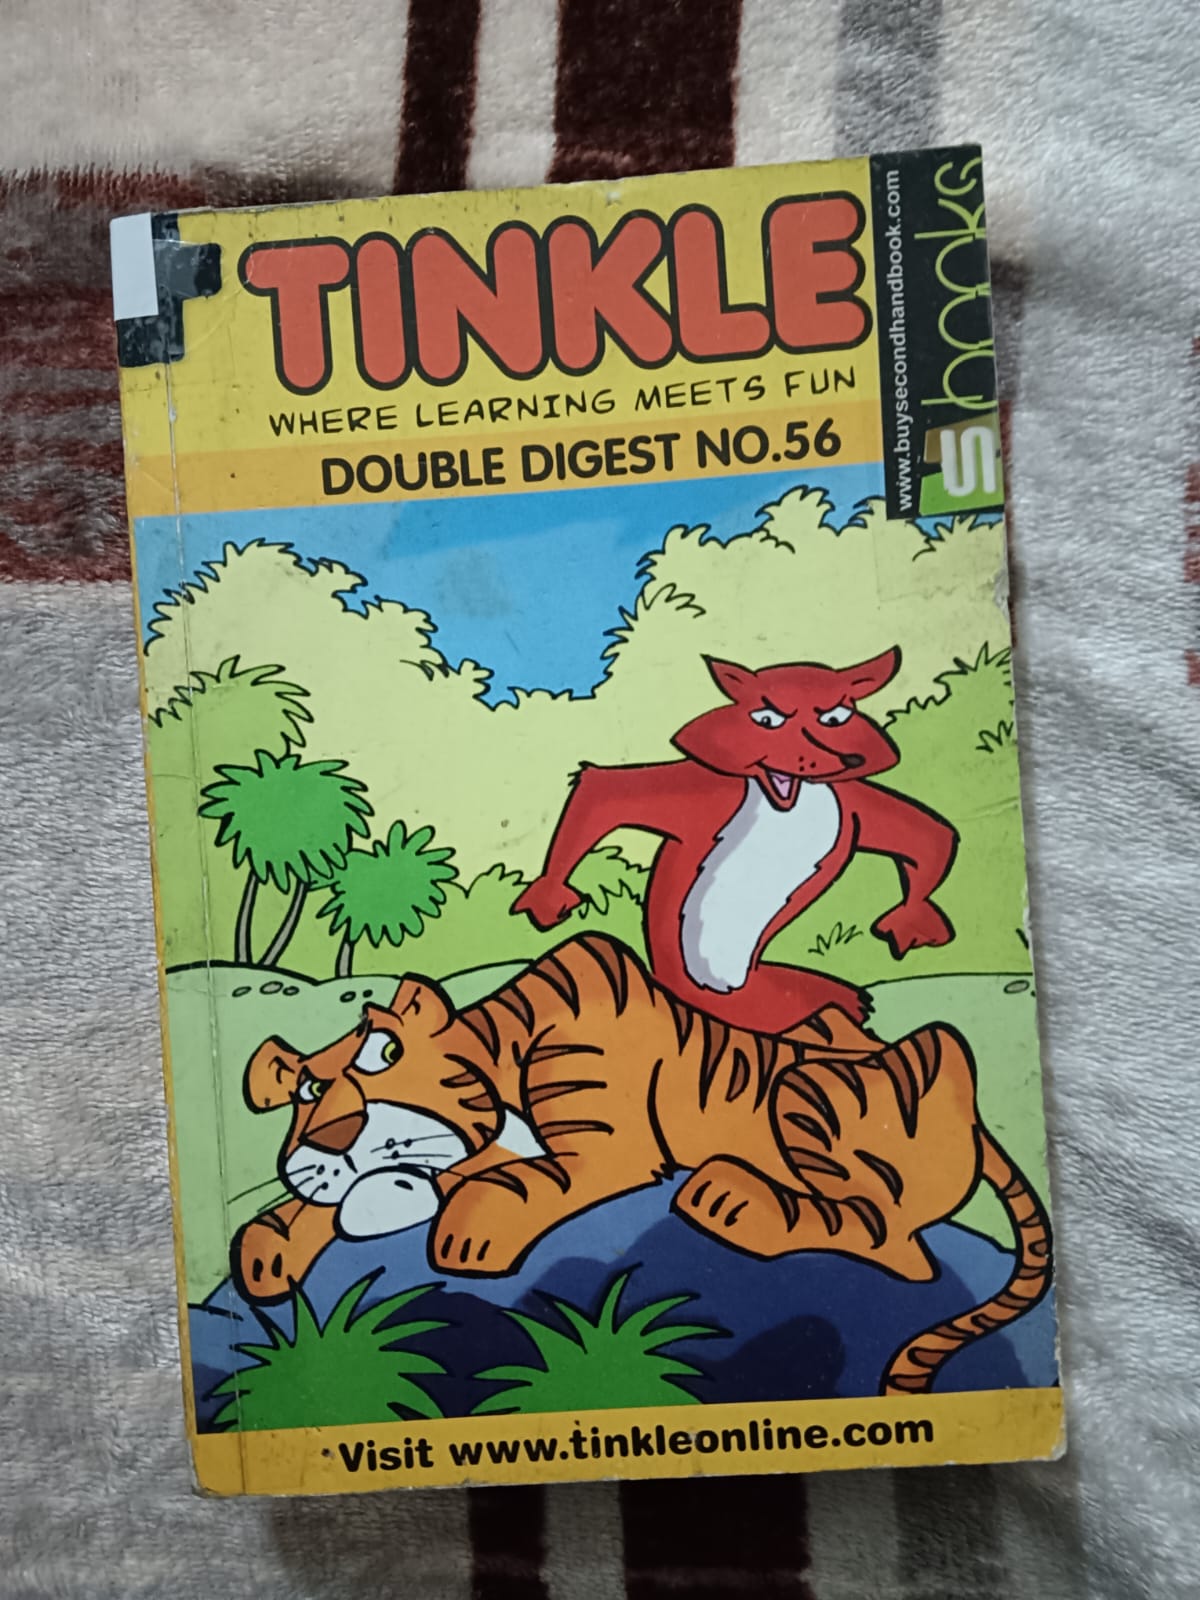 TINKLE
WHERE LEARNING MEETS FUN
DOUBLE DIGEST NO.56
www.buysecondhandbook.com
books
S
Visit www.tinkleonline.com